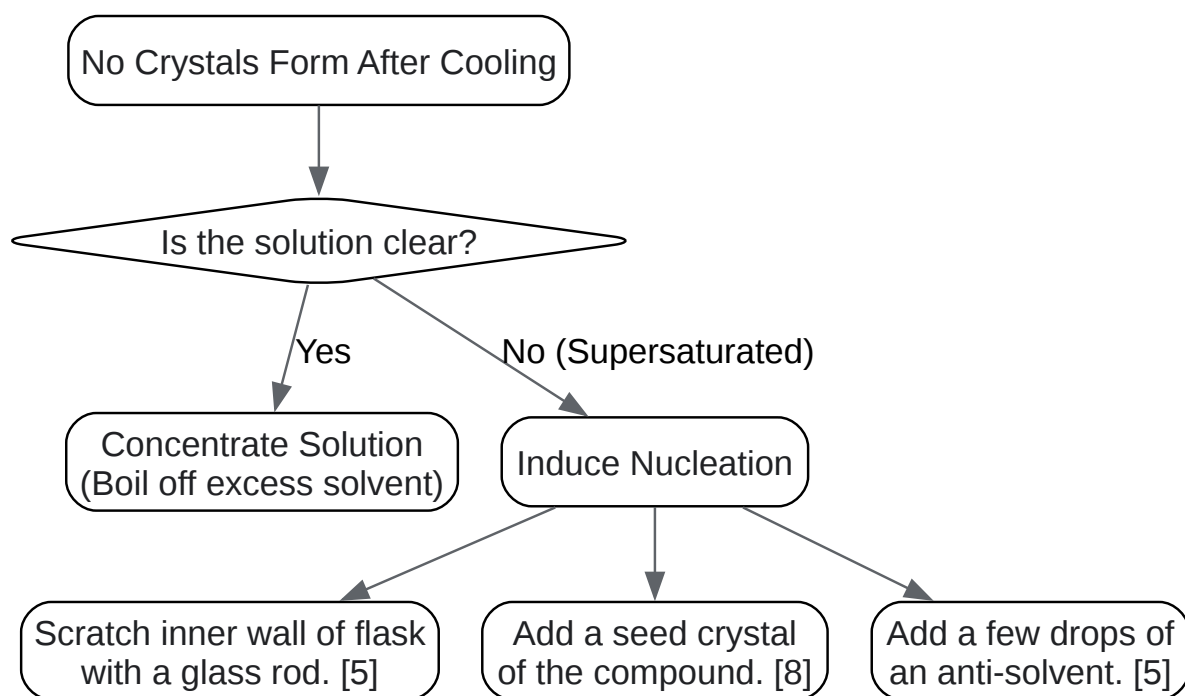 No Crystals Form After Cooling
Is the solution clear?
Yes
No (Supersaturated)
Concentrate Solution
(Boil off excess solvent)
Induce Nucleation
Scratch inner wall of flask
with a glass rod. [5]
Add a seed crystal
of the compound. [8]
Add a few drops of
an anti-solvent. [5]